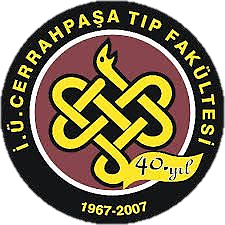 İ.Ü.CERRAHPAŞA TIP FAKÜLTESİ
40.yıl
1967-2007